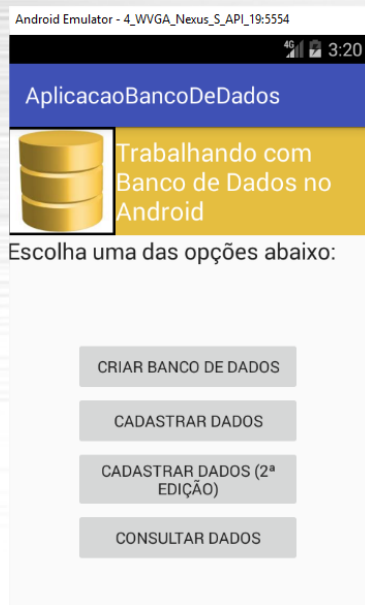 Android Emulator - 4_WVGA_Nexus_S_API_19:5554
4G 3:20
AplicacaoBancoDeDados
Trabalhando com
Banco de Dados no
Android
Escolha uma das opções abaixo:
CRIAR BANCO DE DADOS
CADASTRAR DADOS
CADASTRAR DADOS (2ª
EDIÇÃO)
CONSULTAR DADOS